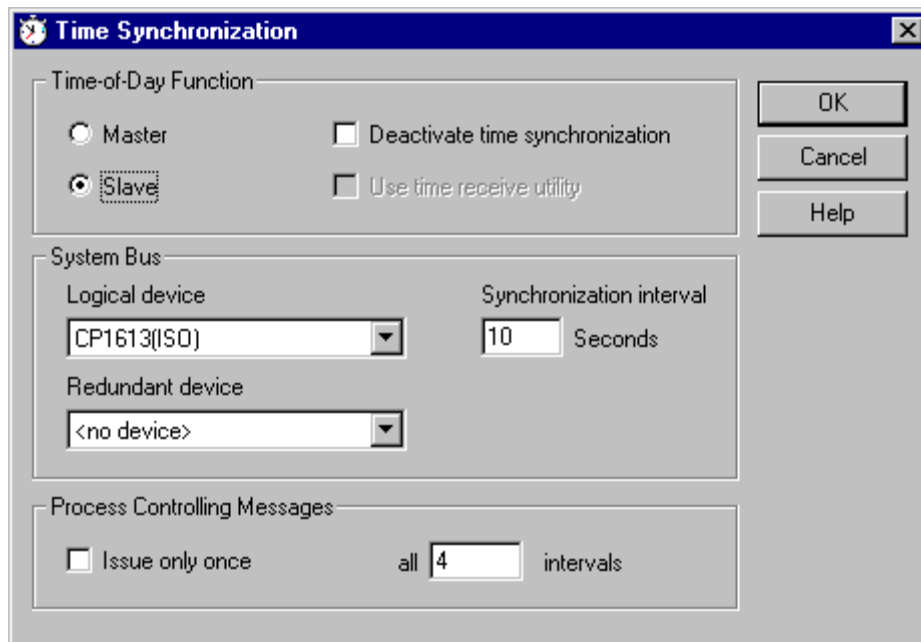 Time Synchronization
Time-of-Day Function
Master
Deactivate time synchronization
Slave
Use time receive utility
OK
Cancel
Help
System Bus
Logical device
Synchronization interval
CP1613(ISO)
10 Seconds
Redundant device
<no device>
Process Controlling Messages
Issue only once
all 4 intervals